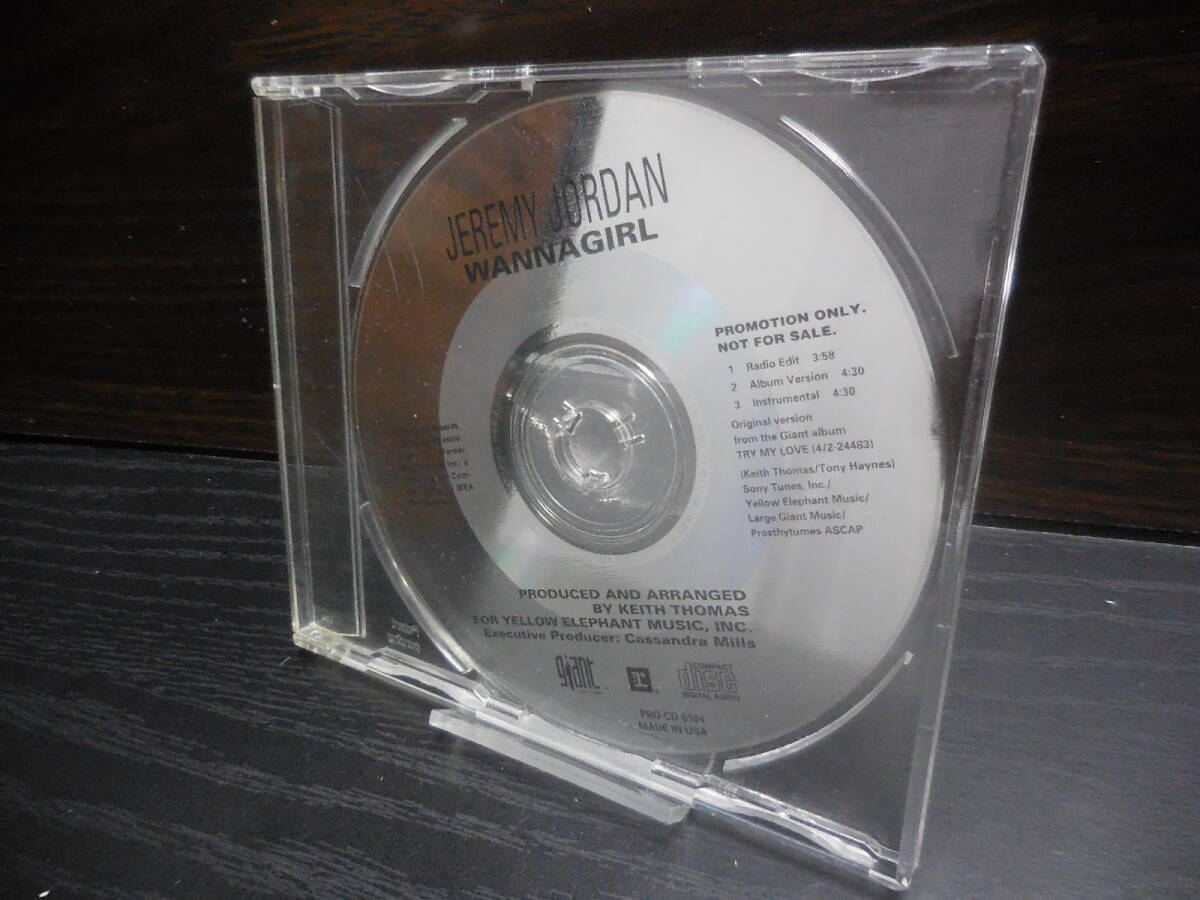 JEREMY JORDAN
WANNAGIRL
PROMOTION ONLY.
NOT FOR SALE.
1 Radio Edit 3:58
2 Album Version 4:30
3 Instrumental 4:30
Original version
from the Giant album
TRY MY LOVE (4/2-24483)
(Keith Thomas/Tony Haynes)
Sony Tunes, Inc./
Yellow Elephant Music/
Large Giant Music/
Prosthytumes ASCAP
Inc., a
Com-
WEA
PRODUCED AND ARRANGED
BY KEITH THOMAS
FOR YELLOW ELEPHANT MUSIC, INC.
Executive Producer: Cassandra Mills
giant
COMPACT
disc
DIGITAL AUDIO
PRO CD 6104
MADE IN USA